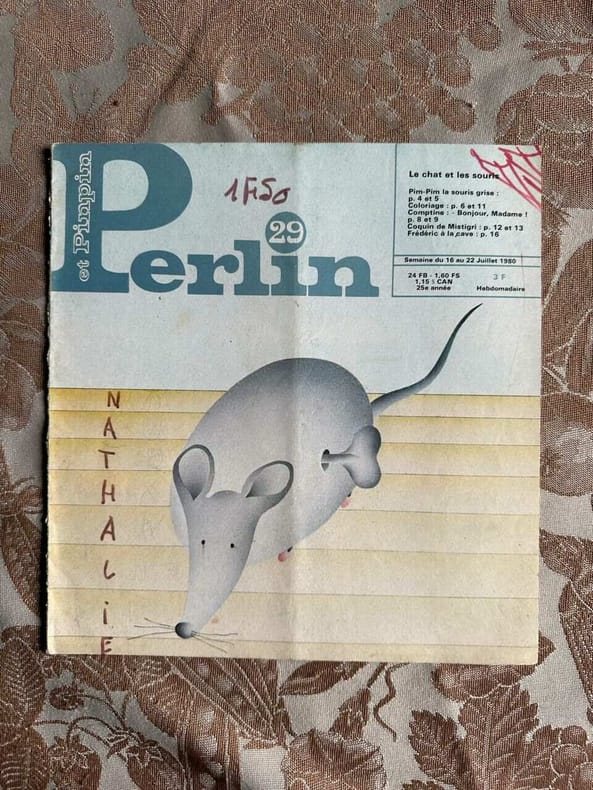 et Pinpin
Perlin
29
1F50
Le chat et les souris
Pim-Pim la souris grise :
p. 4 et 5
Coloriage : p. 6 et 11
Comptine : - Bonjour, Madame !
p. 8 et 9
Coquin de Mistigri : p. 12 et 13
Frédéric à la cave : p. 16
Semaine du 16 au 22 Juillet 1980
24 FB - 1,60 FS
3 F
1,15 $ CAN
25e année
Hebdomadaire
NATHALiE